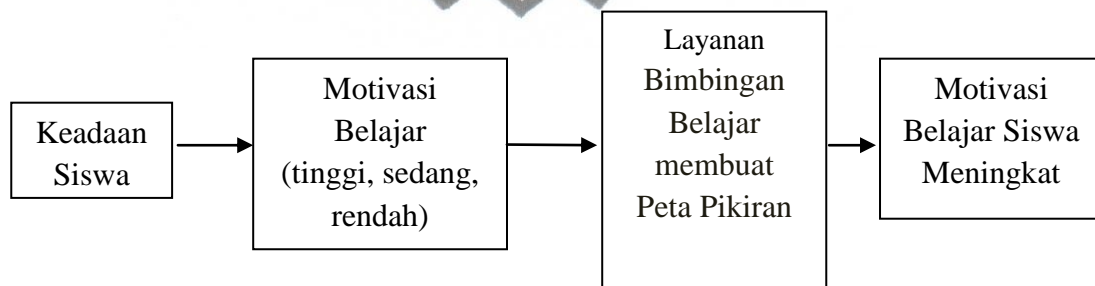 Keadaan
Siswa
Motivasi
Belajar
(tinggi, sedang,
rendah)
Layanan
Bimbingan
Belajar
membuat
Peta Pikiran
Motivasi
Belajar Siswa
Meningkat